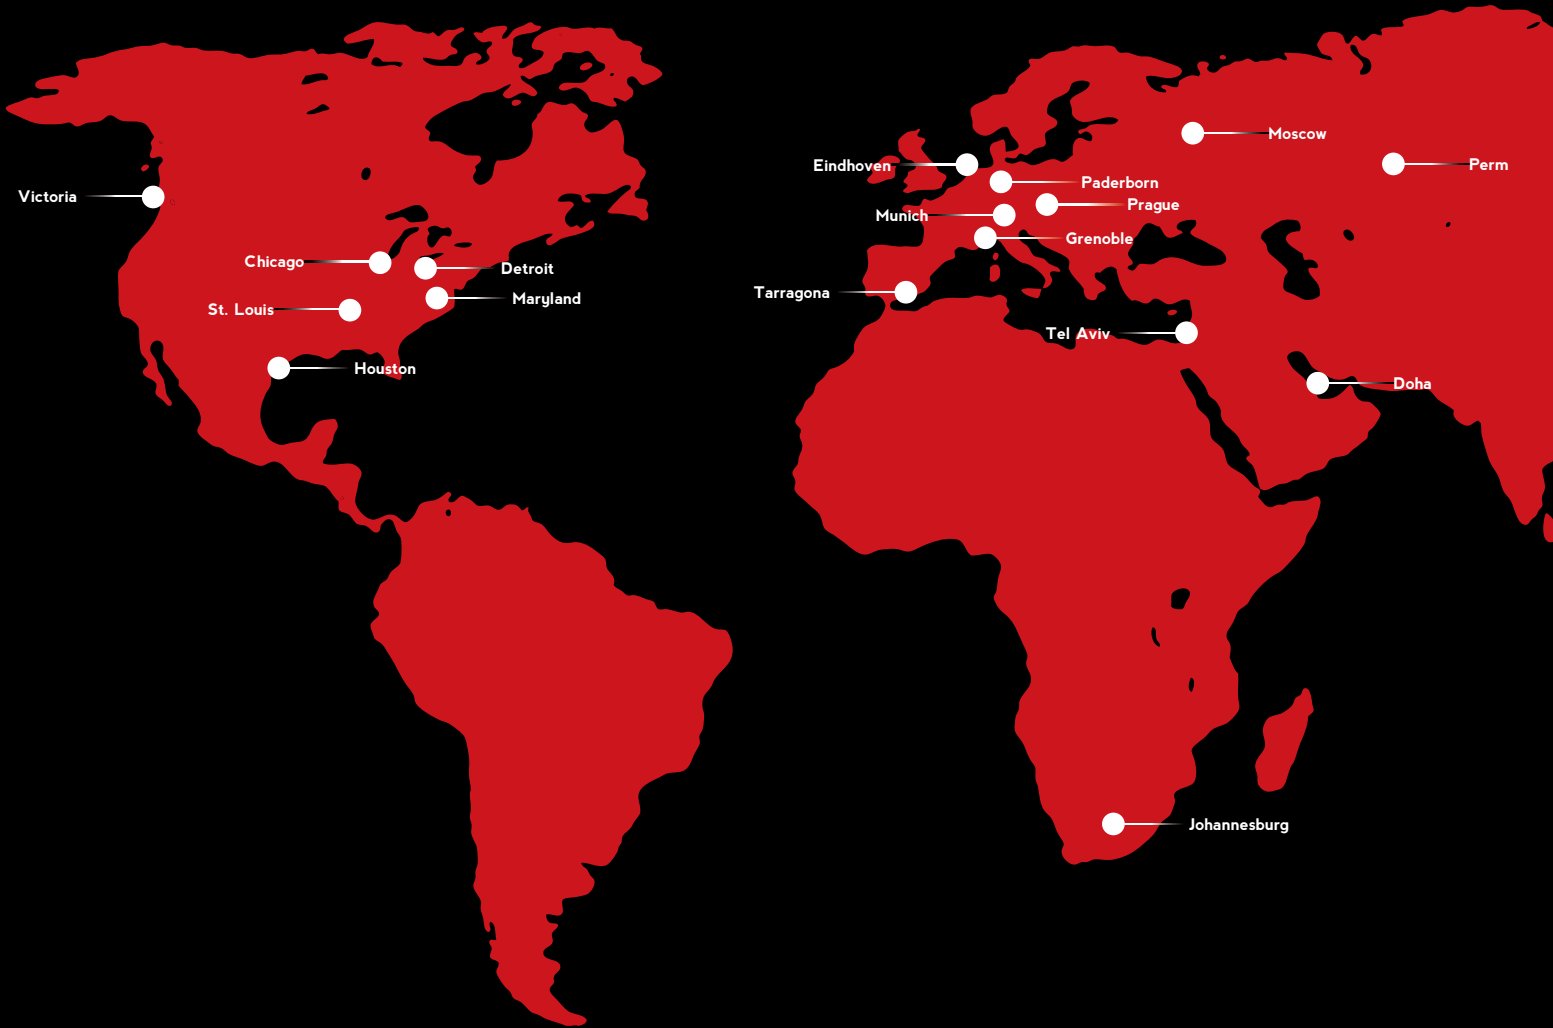 Moscow
Eindhoven
Perm
Paderborn
Victoria
Prague
Munich
Grenoble
Chicago
Detroit
Tarragona
Maryland
St. Louis
Tel Aviv
Houston
Doha
Johannesburg